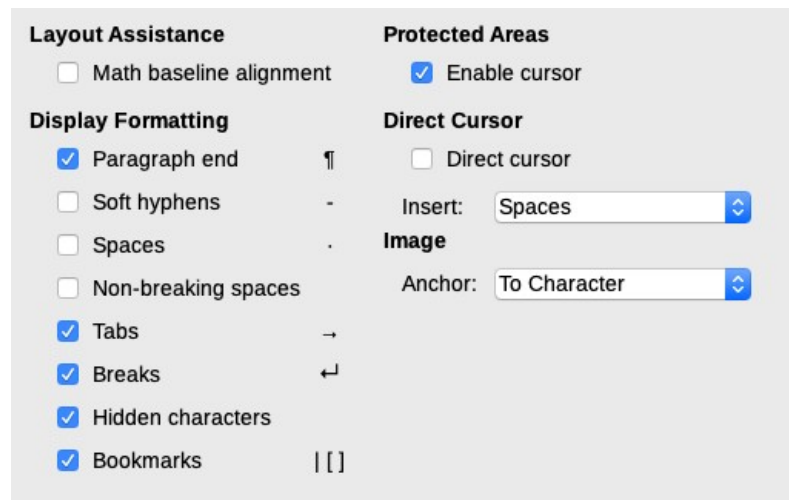 Layout Assistance
Math baseline alignment
Display Formatting
Paragraph end ¶
Soft hyphens -
Spaces ·
Non-breaking spaces
Tabs →
Breaks ↵
Hidden characters
Bookmarks |[]
Protected Areas
Enable cursor
Direct Cursor
Direct cursor
Insert: Spaces
Image
Anchor: To Character